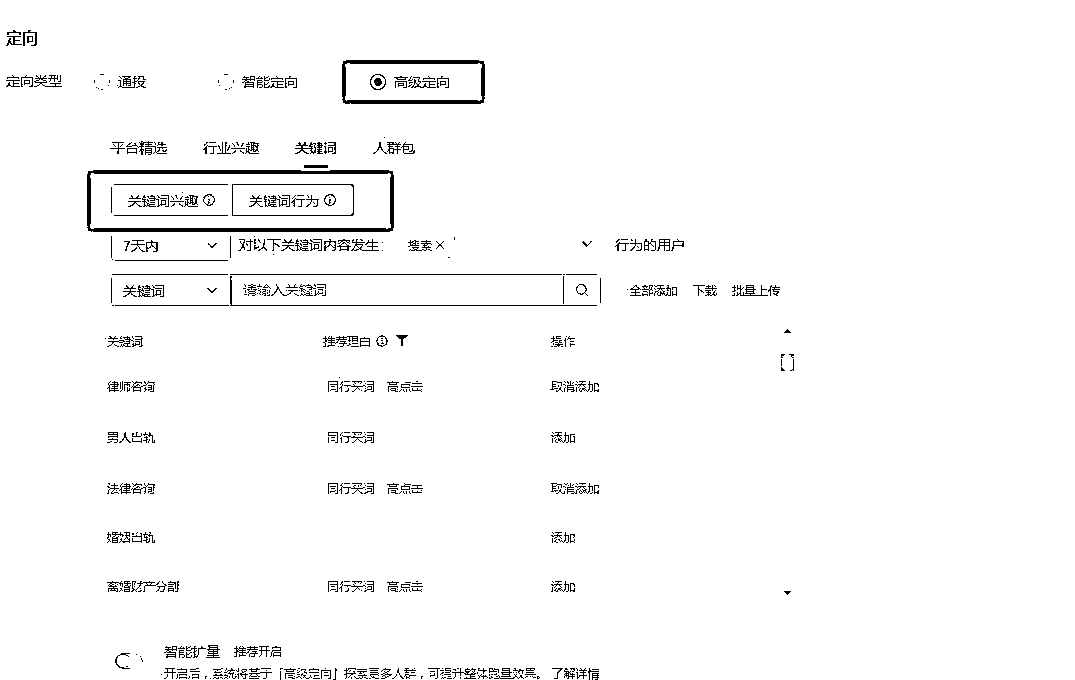 定向
定向类型 通投 智能定向 高级定向
平台精选 行业兴趣 关键词 人群包
关键词兴趣 关键词行为
7天内 对以下关键词内容发生: 搜索× 行为的用户
关键词 请输入关键词 全部添加 下载 批量上传
关键词 推荐理由 操作
律师咨询 同行买词 高点击 取消添加
男人出轨 同行买词 添加
法律咨询 同行买词 高点击 取消添加
婚姻出轨 添加
离婚财产分割 同行买词 高点击 添加
智能扩量 推荐开启
开启后，系统将基于「高级定向」探索更多人群，可提升整体跑量效果。 了解详情